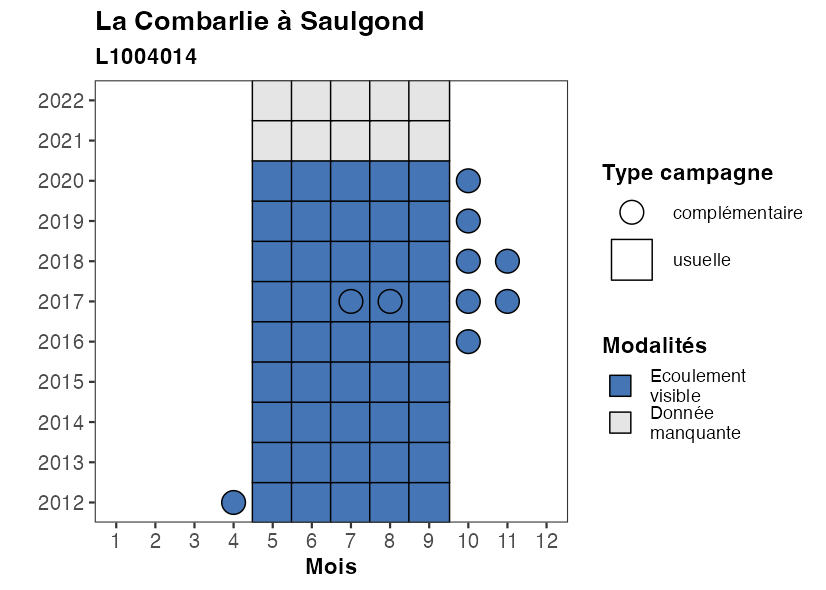 La Combarlie à Saulgond
L1004014
2022
2021
2020
2019
2018
2017
2016
2015
2014
2013
2012
1 2 3 4 5 6 7 8 9 10 11 12
Mois
Type campagne
complémentaire
usuelle
Modalités
Ecoulement
visible
Donnée
manquante